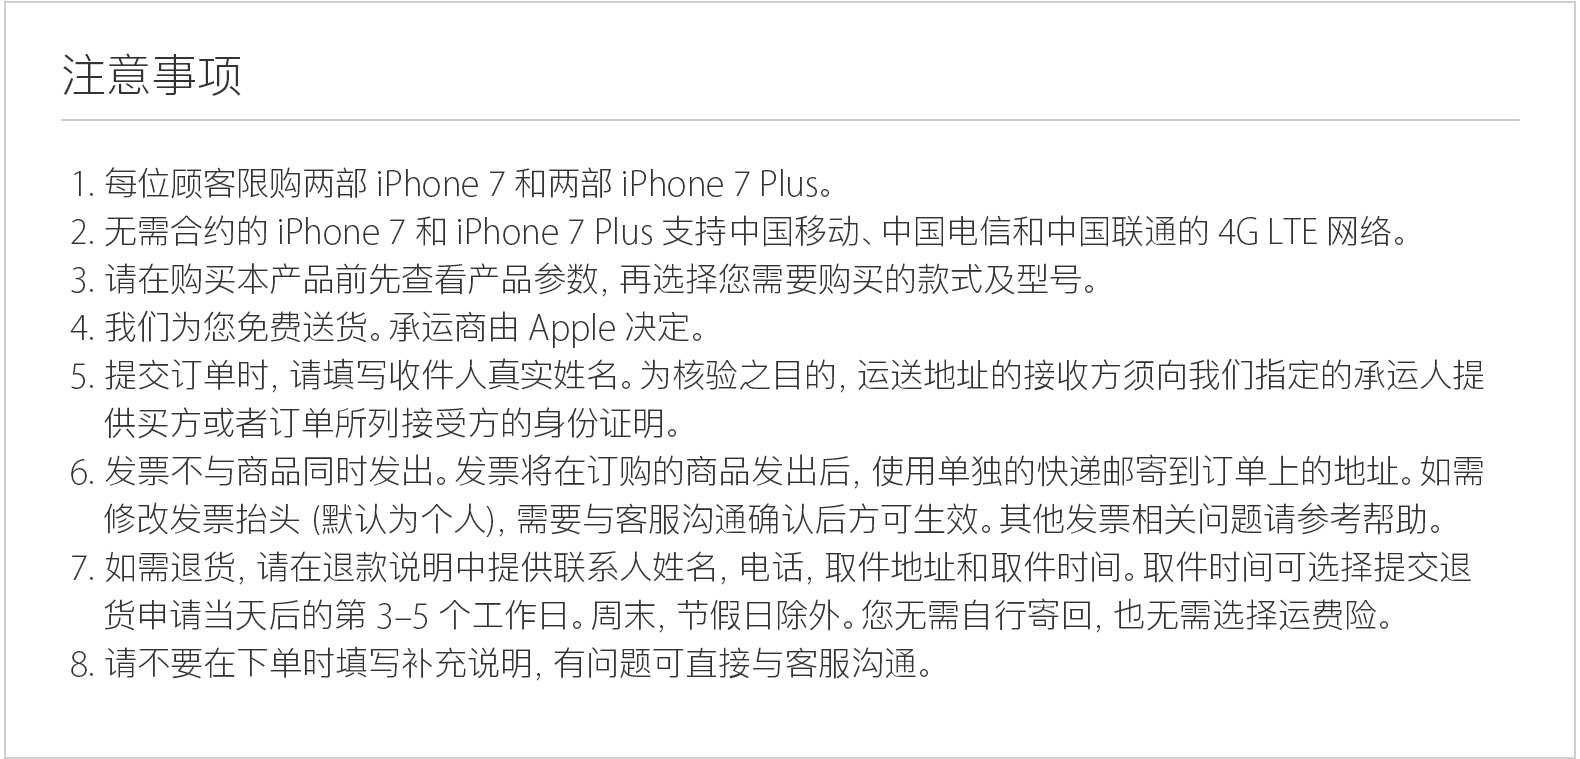 注意事项
1. 每位顾客限购两部 iPhone 7 和两部 iPhone 7 Plus。
2. 无需合约的 iPhone 7 和 iPhone 7 Plus 支持中国移动、中国电信和中国联通的 4G LTE 网络。
3. 请在购买本产品前先查看产品参数, 再选择您需要购买的款式及型号。
4. 我们为您免费送货。承运商由 Apple 决定。
5. 提交订单时, 请填写收件人真实姓名。为核验之目的, 运送地址的接收方须向我们指定的承运人提
供买方或者订单所列接受方的身份证明。
6. 发票不与商品同时发出。发票将在订购的商品发出后, 使用单独的快递邮寄到订单上的地址。如需
修改发票抬头 (默认为个人), 需要与客服沟通确认后方可生效。其他发票相关问题请参考帮助。
7. 如需退货, 请在退款说明中提供联系人姓名, 电话, 取件地址和取件时间。取件时间可选择提交退
货申请当天后的第 3–5 个工作日。周末, 节假日除外。您无需自行寄回, 也无需选择运费险。
8. 请不要在下单时填写补充说明, 有问题可直接与客服沟通。